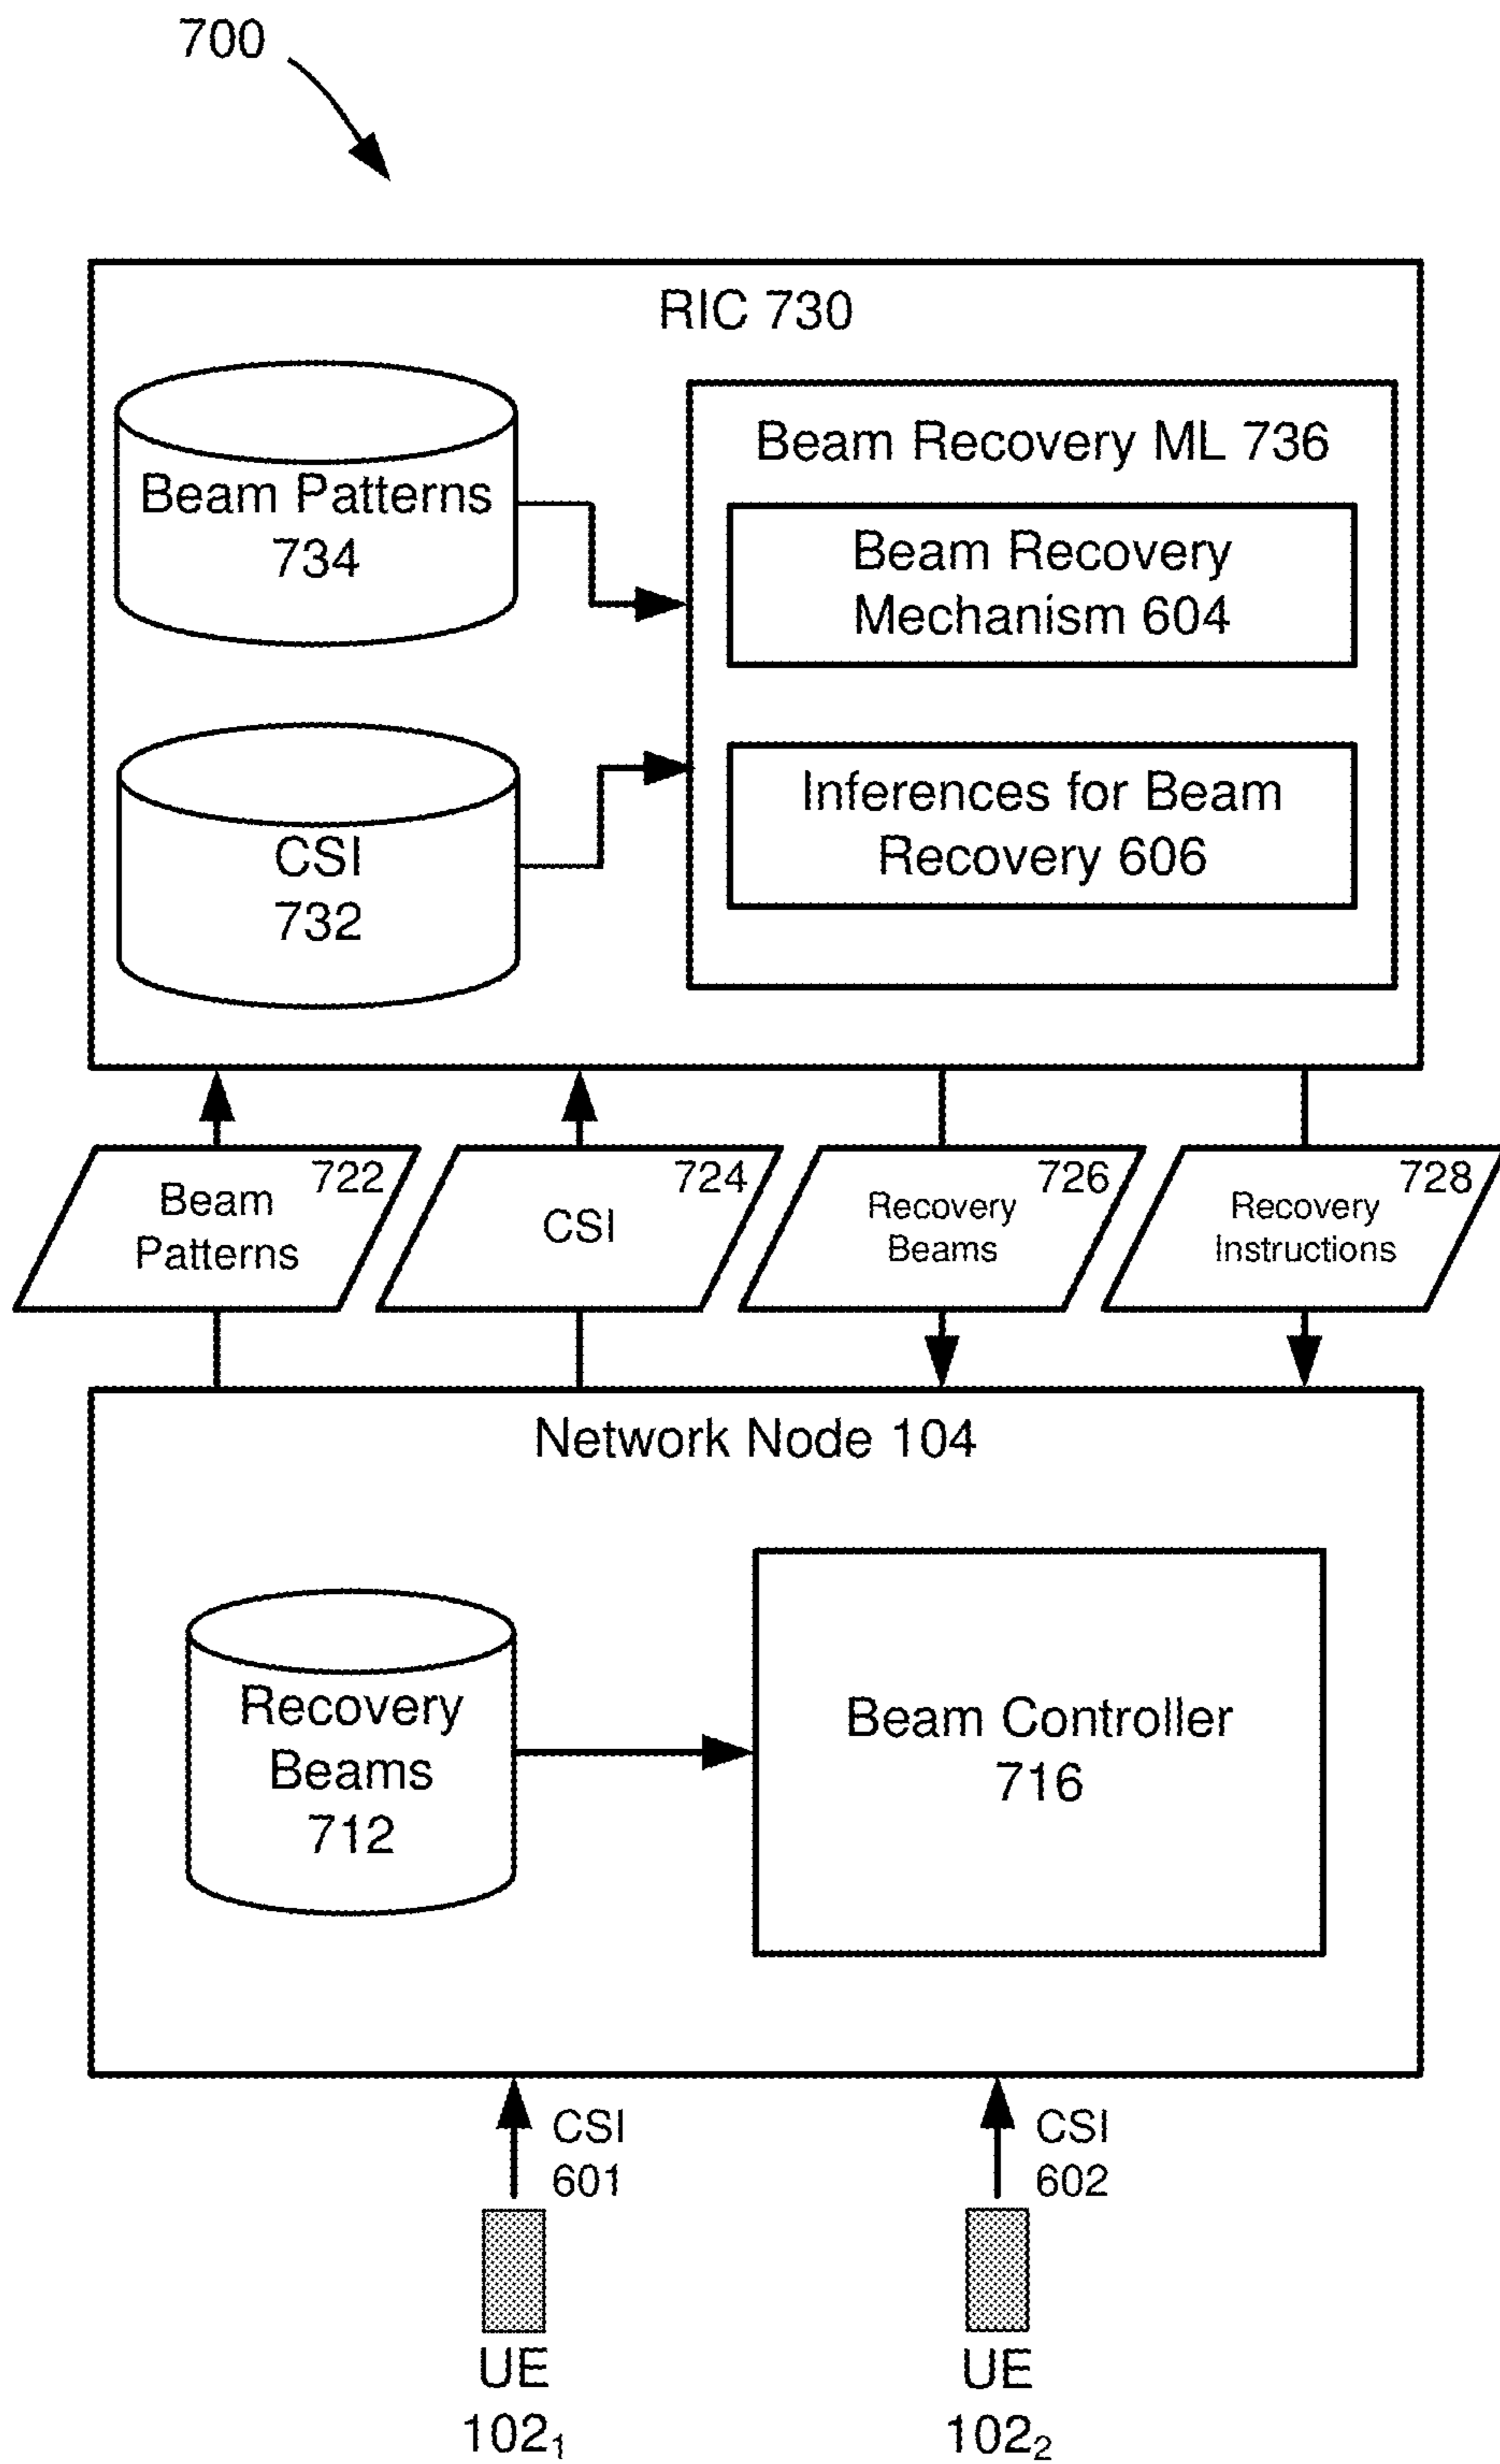 700
RIC 730
Beam Patterns
734
Beam Recovery ML 736
Beam Recovery
Mechanism 604
CSI
732
Inferences for Beam
Recovery 606
722
Beam
Patterns
724
CSI
726
Recovery
Beams
728
Recovery
Instructions
Network Node 104
Recovery
Beams
712
Beam Controller
716
CSI
601
CSI
602
UE
102₁
UE
102₂